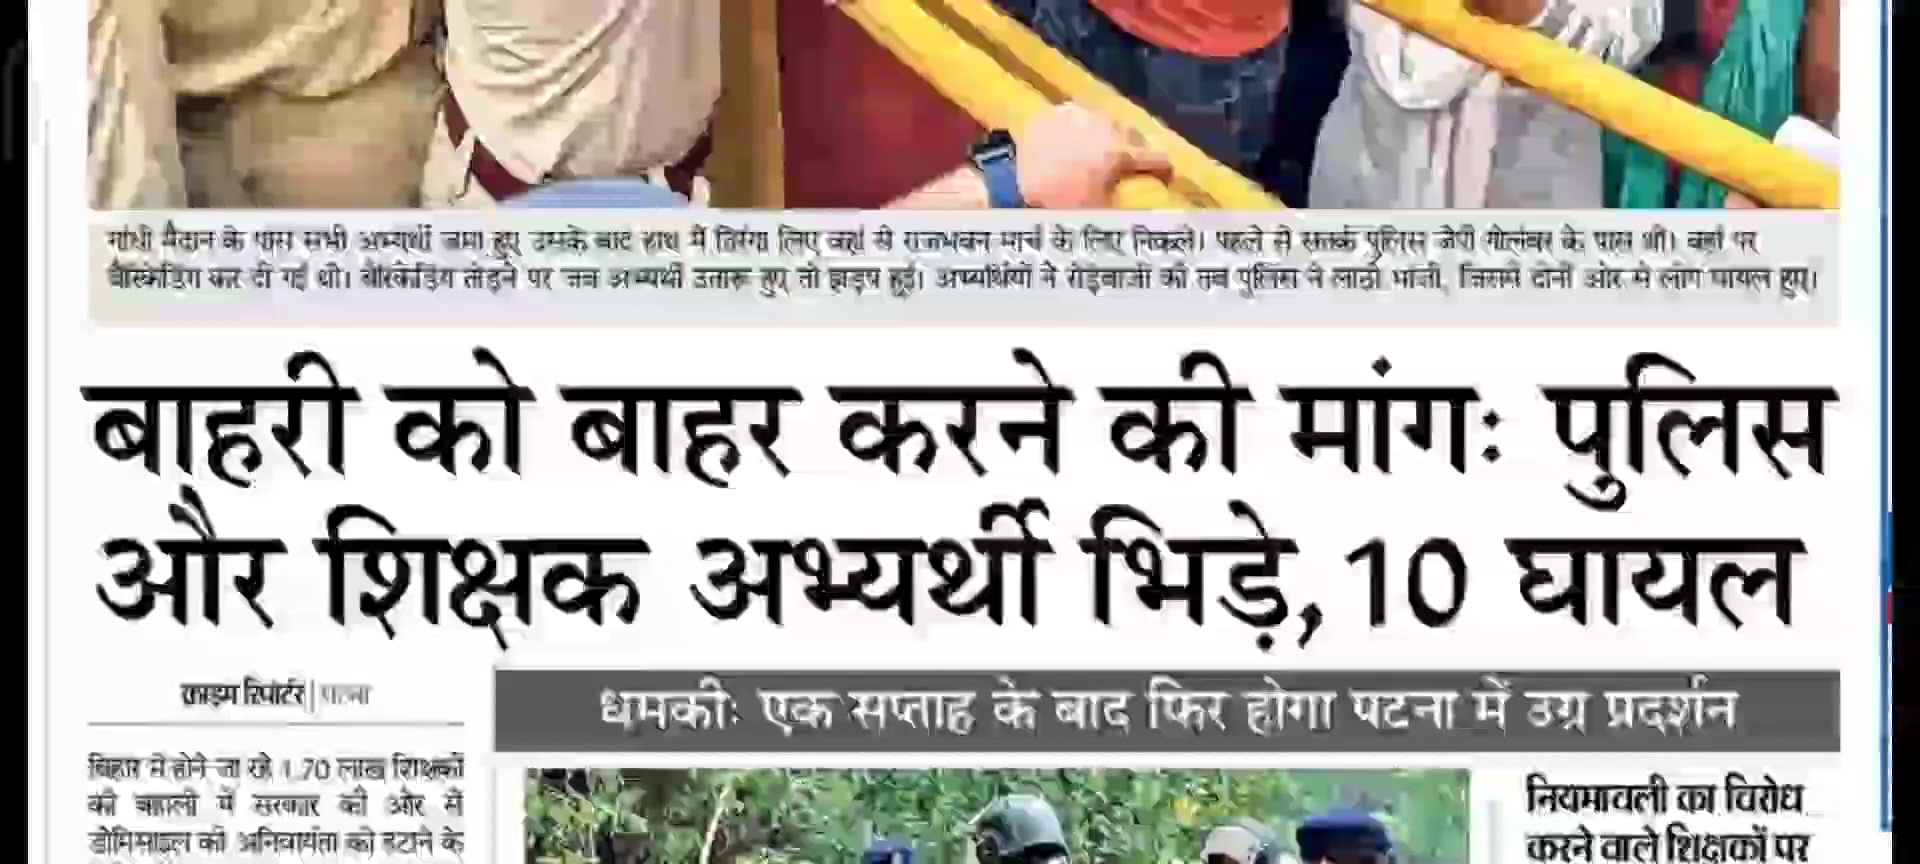 गांधी मैदान के पास सभी अभ्यर्थी जमा हुए उसके बाद हाथ में तिरंगा लिए वहां से राजभवन मार्च के लिए निकले। पहले से सतर्क पुलिस जेपी गोलंबर के पास थी। वहां पर
बैरिकेडिंग कर दी गई थी। बैरिकेडिंग तोड़ने पर जब अभ्यर्थी उतारू हुए तो झड़प हुई। अभ्यर्थियों ने रोड़ेबाजी की तब पुलिस ने लाठी भांजी, जिसमें दोनों ओर से लोग घायल हुए।
बाहरी को बाहर करने की मांगः पुलिस
और शिक्षक अभ्यर्थी भिड़े,10 घायल
क्राइम रिपोर्टर| पटना
धमकीः एक सप्ताह के बाद फिर होगा पटना में उग्र प्रदर्शन
बिहार में होने जा रहे 1.70 लाख शिक्षकों
की बहाली में सरकार की ओर से
डोमिसाइल की अनिवार्यता को हटाने के
नियमावली का विरोध
करने वाले शिक्षकों पर